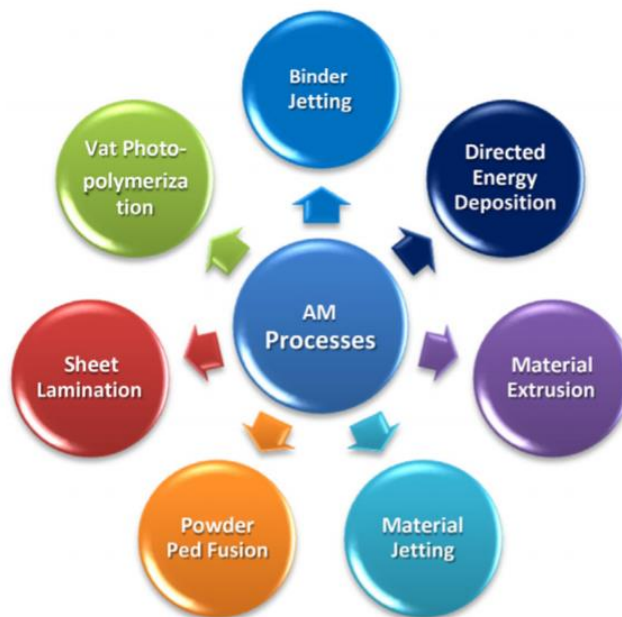 Binder
Jetting
Directed
Energy
Deposition
Material
Extrusion
Material
Jetting
Powder
Ped Fusion
Sheet
Lamination
Vat Photo-
polymeriza
tion
AM
Processes